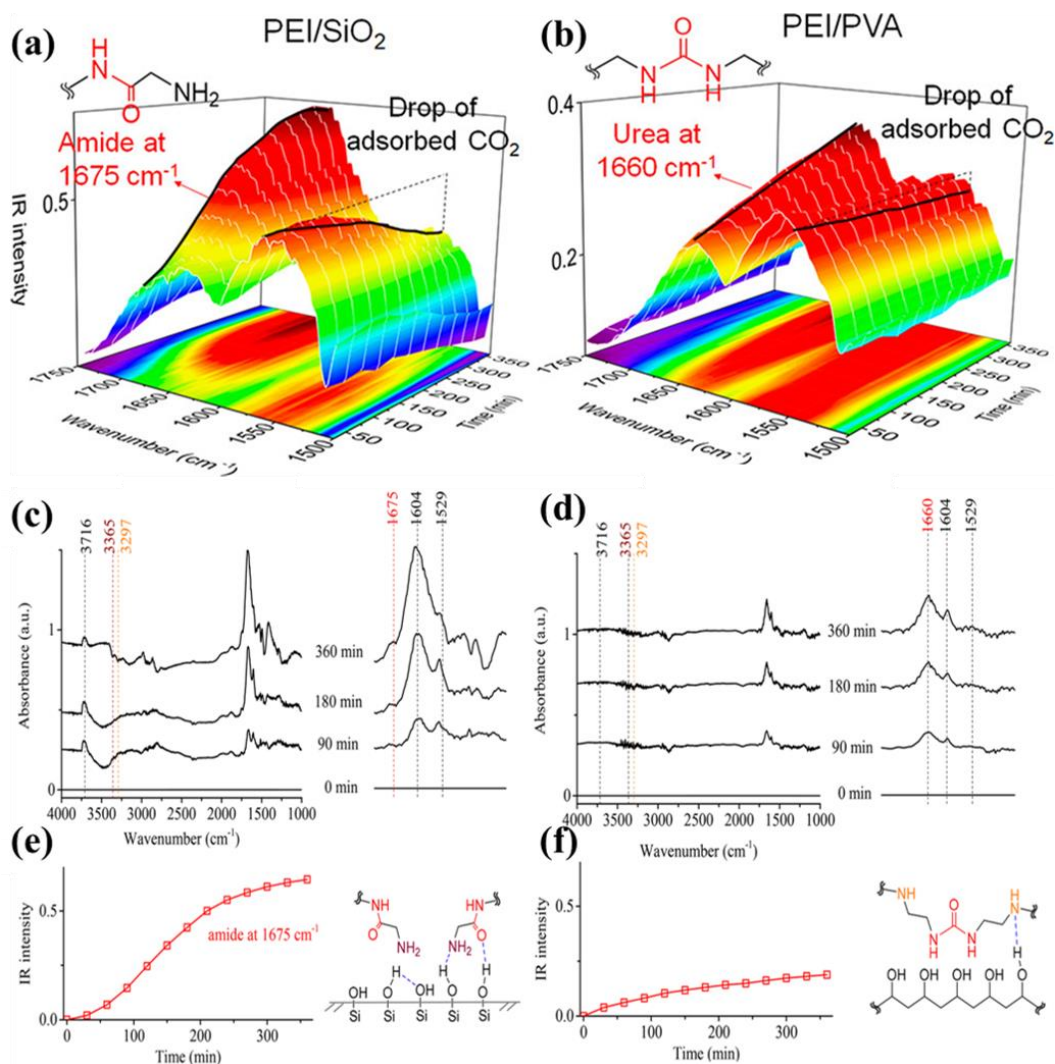 (a)
PEI/SiO2
H
N
O
NH2
Amide at
1675 cm-1
Drop of
adsorbed CO2
0.5
IR intensity
1750
1700
1650
1600
1550
1500
Wavenumber (cm-1)
50
100
150
200
250
300
350
Time (min)
(b)
PEI/PVA
O
N
H
N
H
Urea at
1660 cm-1
Drop of
adsorbed CO2
0.4
0.2
1750
1700
1650
1600
1550
1500
Wavenumber (cm-1)
50
100
150
200
250
300
350
Time (min)
(c)
3716
3365
3297
1675
1604
1529
Absorbance (a.u.)
1
0
360 min
180 min
90 min
0 min
4000 3500 3000 2500 2000 1500 1000
Wavenumber (cm-1)
(d)
3716
3365
3297
1660
1604
1529
Absorbance (a.u.)
1
0
360 min
180 min
90 min
0 min
4000 3500 3000 2500 2000 1500 1000
Wavenumber (cm-1)
(e)
IR intensity
0.5
0.0
amide at 1675 cm-1
0 100 200 300
Time (min)
NH
O
NH2
NH
O
NH2
H
H
H
OH
O
OH
O
O
Si Si Si Si Si
(f)
IR intensity
0.5
0.0
0 100 200 300
Time (min)
H
N
O
N
H
N
H
H
N
H
OH OH OH OH O